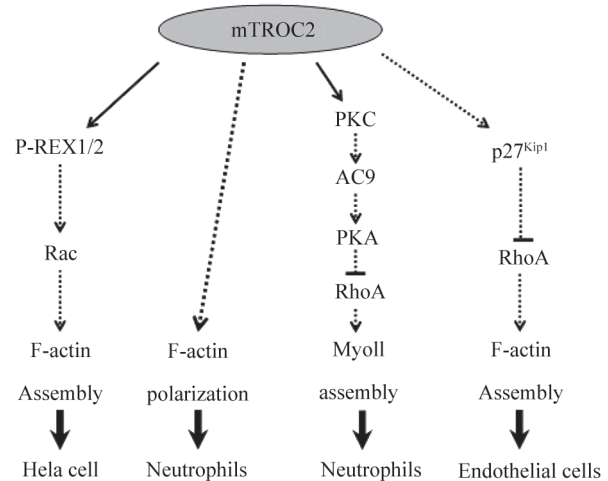 mTROC2
PKC
P-REX1/2
p27Kip1
AC9
PKA
Rac
RhoA
RhoA
F-actin
F-actin
Myoll
F-actin
Assembly
polarization
assembly
Assembly
Hela cell
Neutrophils
Neutrophils
Endothelial cells